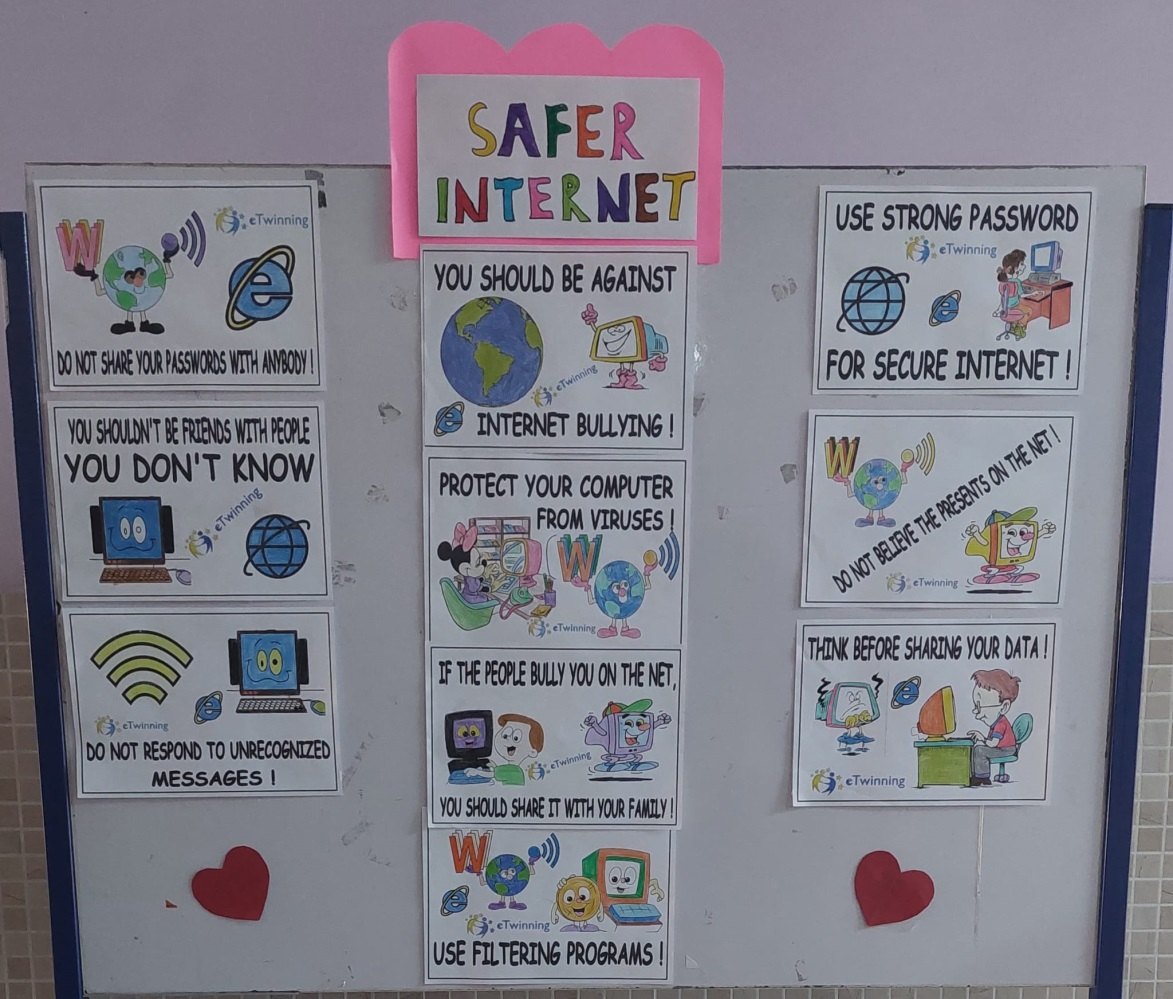 SAFER
INTERNET
eTwinning
DO NOT SHARE YOUR PASSWORDS WITH ANYBODY !
YOU SHOULDN'T BE FRIENDS WITH PEOPLE
YOU DON'T KNOW
eTwinning
eTwinning
DO NOT RESPOND TO UNRECOGNIZED
MESSAGES !
YOU SHOULD BE AGAINST
eTwinning
INTERNET BULLYING !
PROTECT YOUR COMPUTER
FROM VIRUSES !
W
eTwinning
IF THE PEOPLE BULLY YOU ON THE NET,
eTwinning
YOU SHOULD SHARE IT WITH YOUR FAMILY !
W
eTwinning
USE FILTERING PROGRAMS !
USE STRONG PASSWORD
eTwinning
FOR SECURE INTERNET !
W
DO NOT BELIEVE THE PRESENTS ON THE NET !
eTwinning
THINK BEFORE SHARING YOUR DATA !
eTwinning